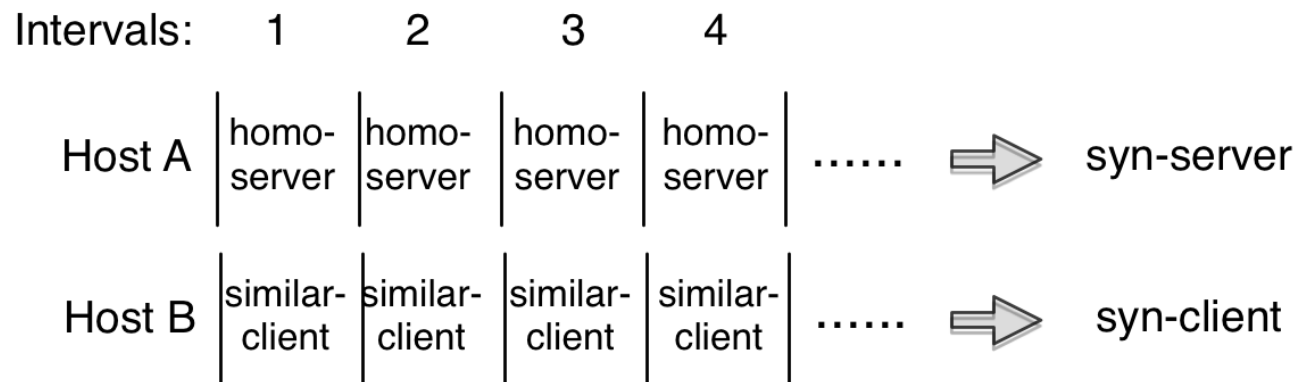 Intervals: 1 2 3 4
homo- homo- homo- homo-
Host A server server server server ...... syn-server
similar- similar- similar- similar-
Host B client client client client ...... syn-client